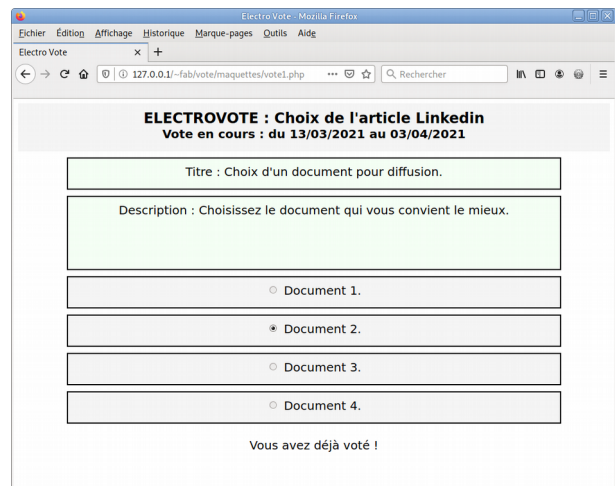 Electro Vote - Mozilla Firefox
Fichier Édition Affichage Historique Marque-pages Outils Aide
Electro Vote × +
127.0.0.1/~fab/vote/maquettes/vote1.php ... Rechercher
ELECTROVOTE : Choix de l'article Linkedin
Vote en cours : du 13/03/2021 au 03/04/2021
Titre : Choix d'un document pour diffusion.
Description : Choisissez le document qui vous convient le mieux.
Document 1.
Document 2.
Document 3.
Document 4.
Vous avez déjà voté !